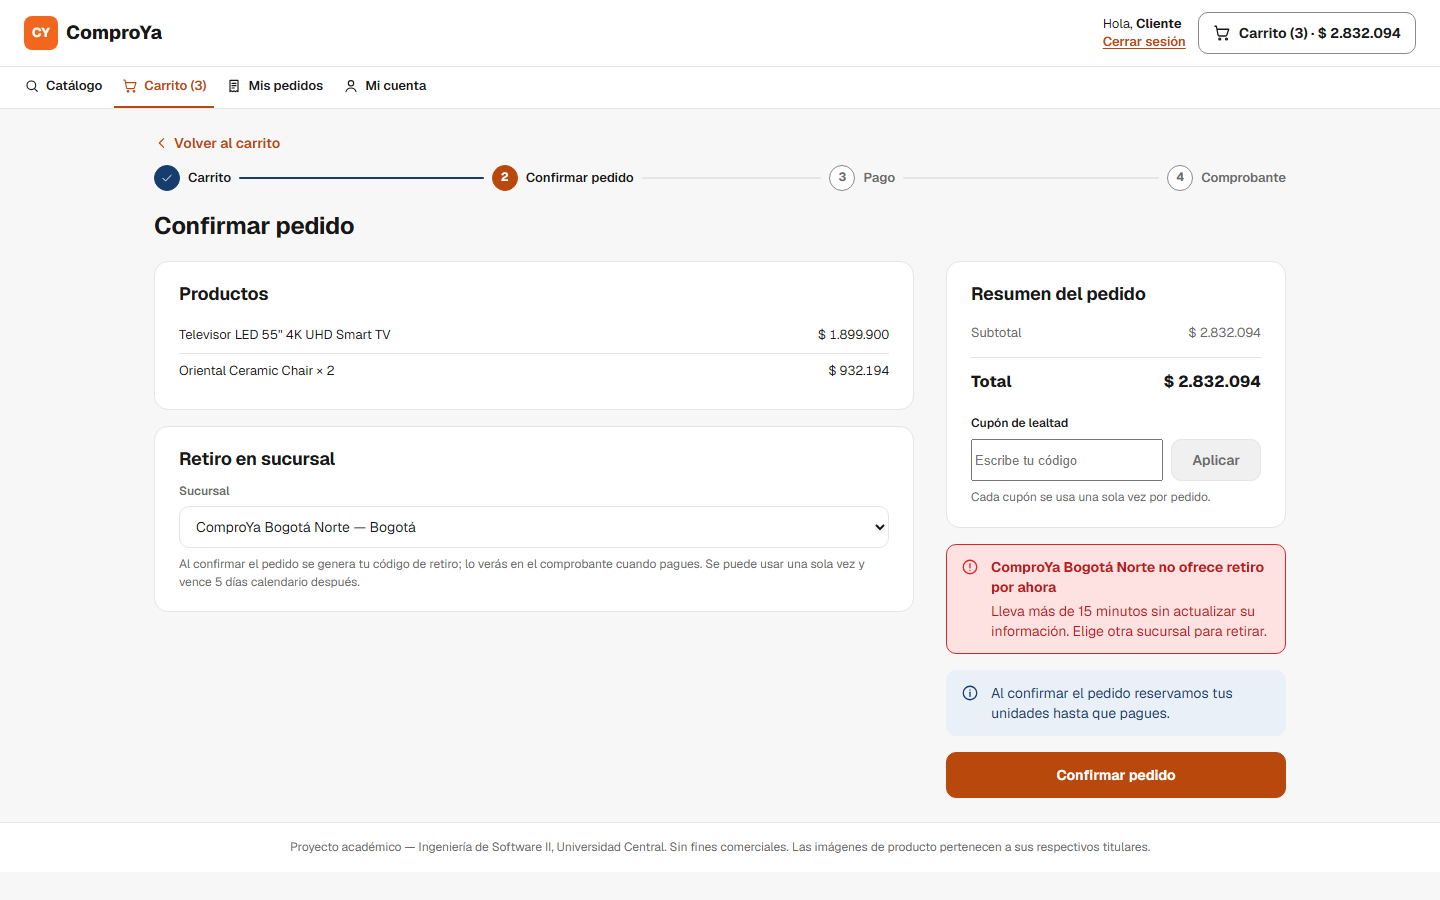 CY ComproYa
Hola, Cliente
Cerrar sesión
Carrito (3) · $ 2.832.094
Catálogo
Carrito (3)
Mis pedidos
Mi cuenta
Volver al carrito
Carrito
2 Confirmar pedido
3 Pago
4 Comprobante
Confirmar pedido
Productos
Televisor LED 55" 4K UHD Smart TV $ 1.899.900
Oriental Ceramic Chair × 2 $ 932.194
Retiro en sucursal
Sucursal
ComproYa Bogotá Norte — Bogotá
Al confirmar el pedido se genera tu código de retiro; lo verás en el comprobante cuando pagues. Se puede usar una sola vez y
vence 5 días calendario después.
Resumen del pedido
Subtotal $ 2.832.094
Total $ 2.832.094
Cupón de lealtad
Escribe tu código
Aplicar
Cada cupón se usa una sola vez por pedido.
ComproYa Bogotá Norte no ofrece retiro
por ahora
Lleva más de 15 minutos sin actualizar su
información. Elige otra sucursal para retirar.
Al confirmar el pedido reservamos tus
unidades hasta que pagues.
Confirmar pedido
Proyecto académico — Ingeniería de Software II, Universidad Central. Sin fines comerciales. Las imágenes de producto pertenecen a sus respectivos titulares.